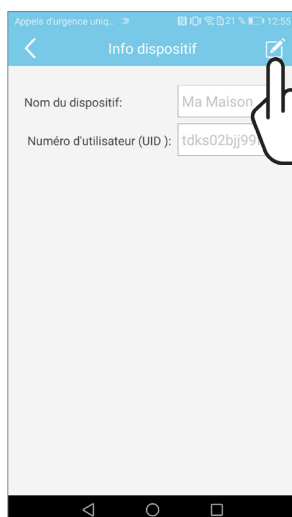 Appels d'urgence uniq... 21 % 12:55
Info dispositif
Nom du dispositif: Ma Maison
Numéro d'utilisateur (UID ): tdks02bjj99